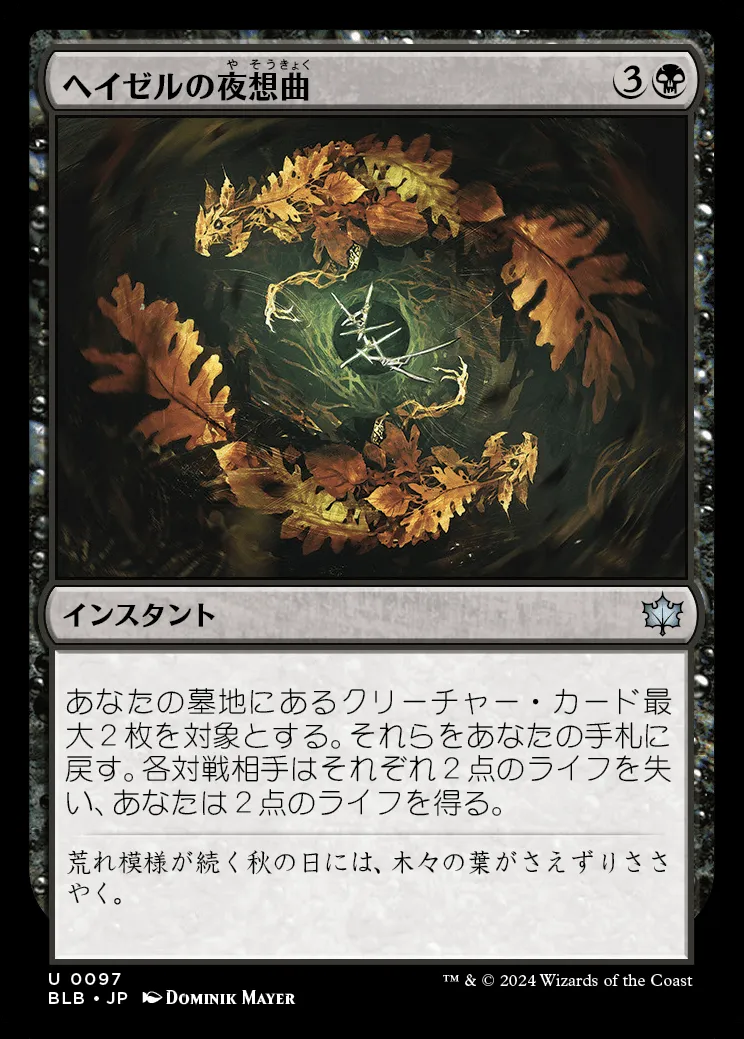 や そうきょく
ヘイゼルの夜想曲
3
インスタント
あなたの墓地にあるクリーチャー・カード最
大２枚を対象とする。それらをあなたの手札に
戻す。各対戦相手はそれぞれ２点のライフを失
い、あなたは２点のライフを得る。
荒れ模様が続く秋の日には、木々の葉がさえずりささ
やく。
U 0097
BLB • JP DOMINIK MAYER
™ & © 2024 Wizards of the Coast